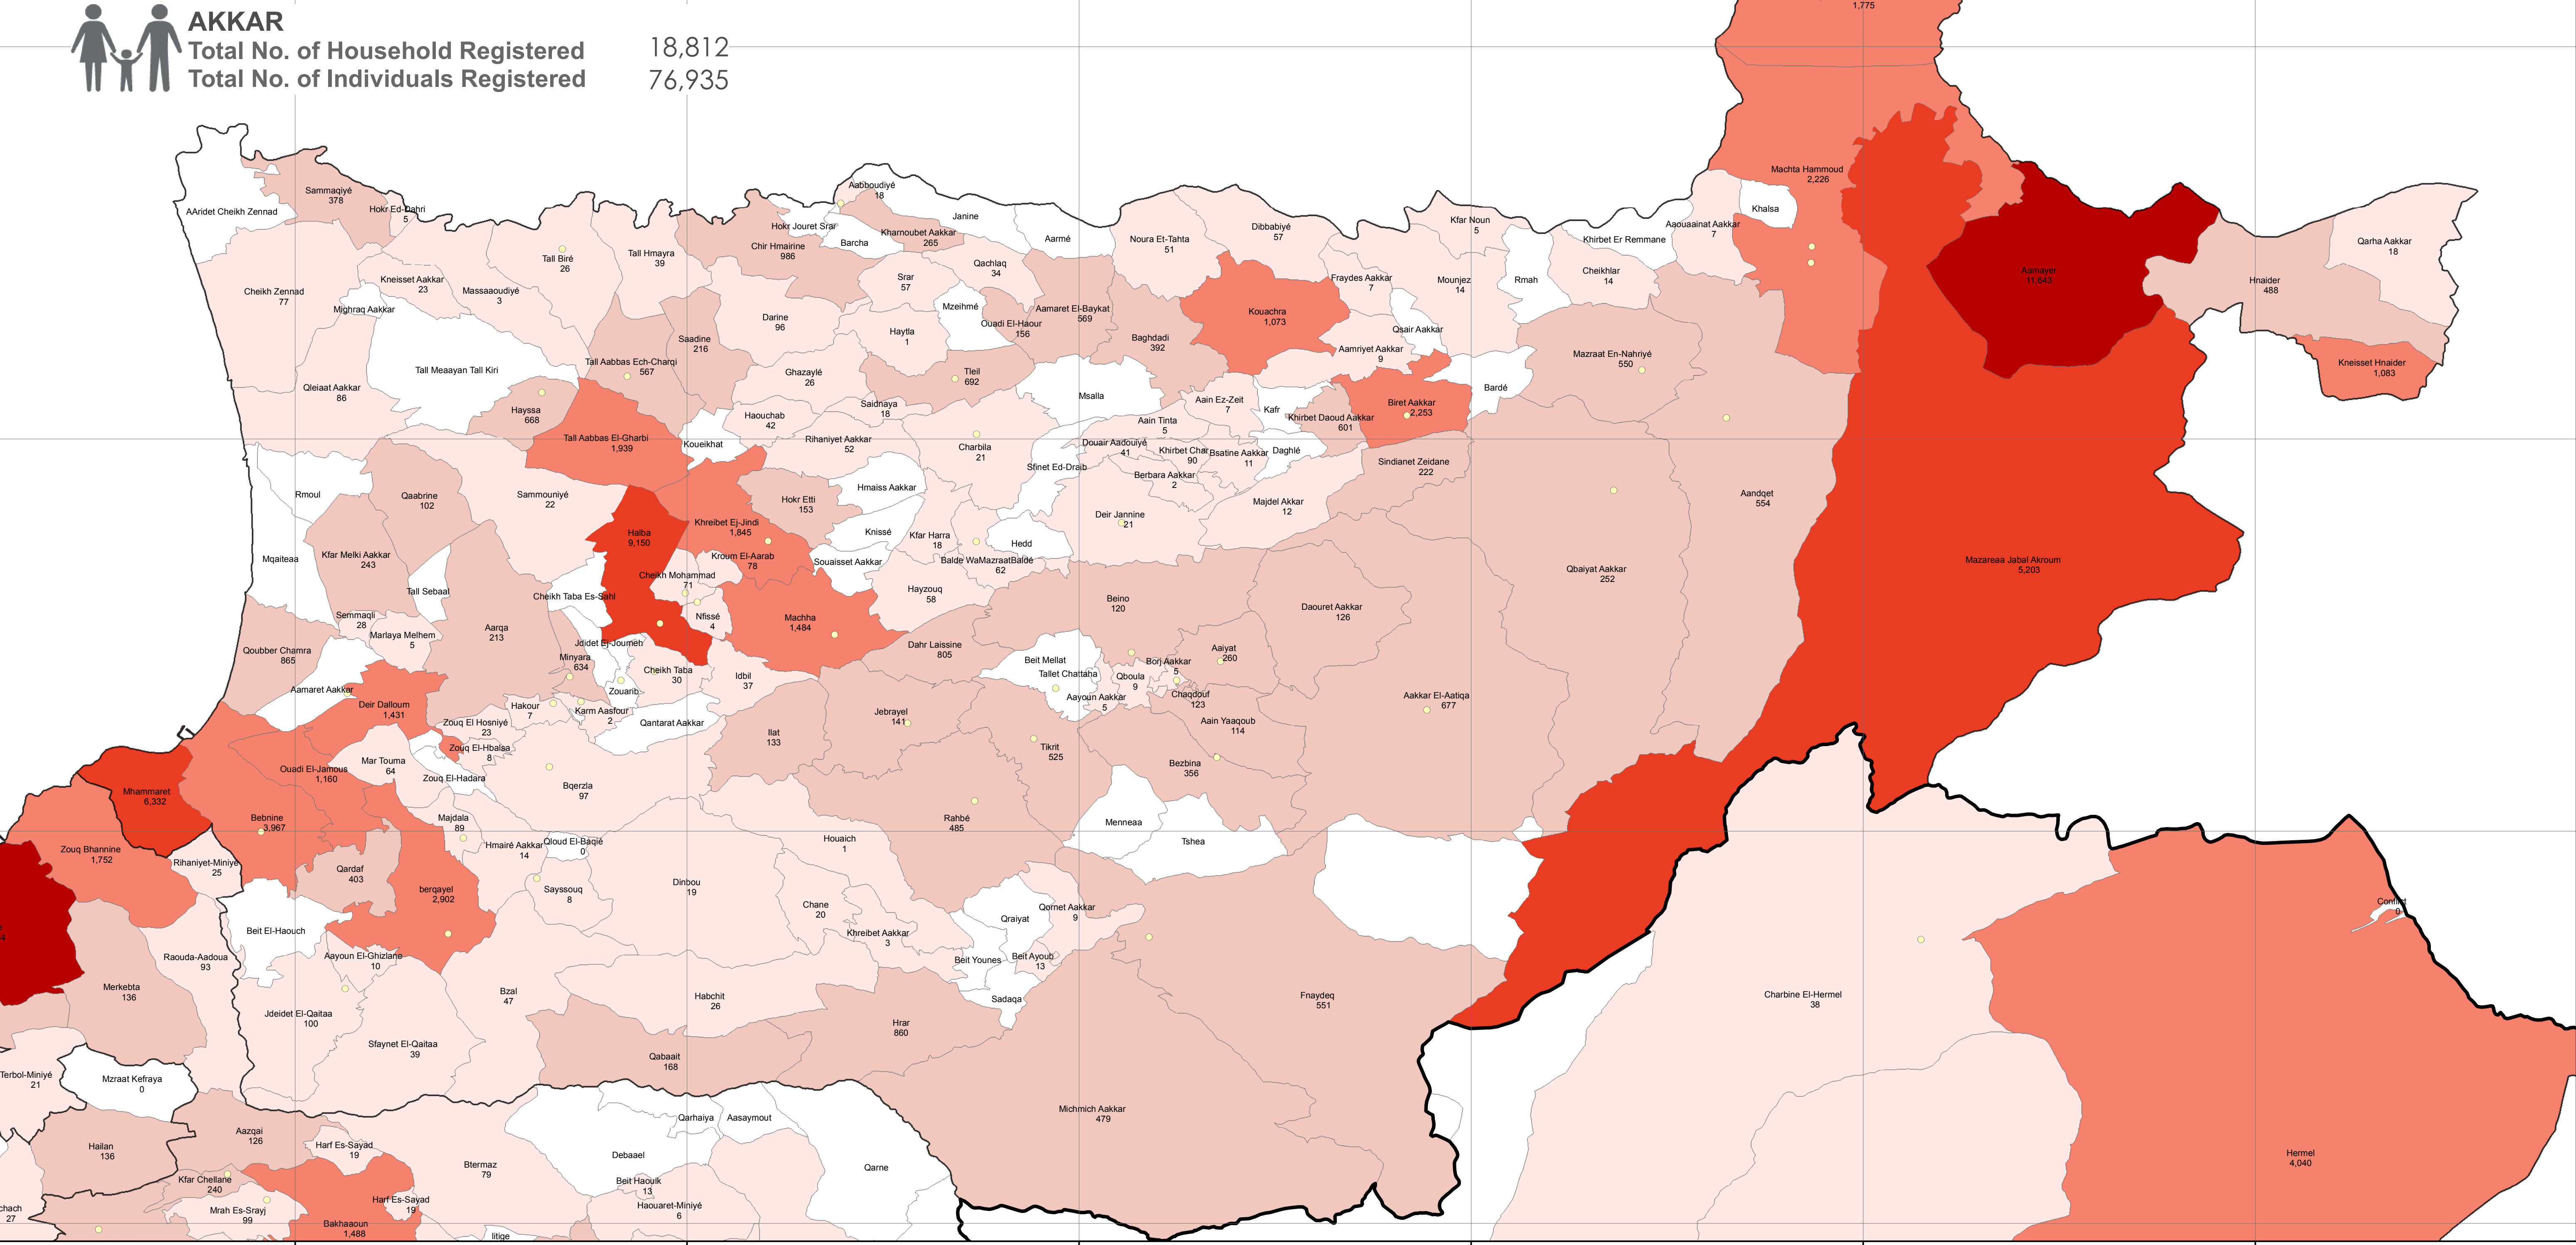 AKKAR
Total No. of Household Registered 18,812
Total No. of Individuals Registered 76,935
1,775
Machta Hammoud
2,226
Khalsa
Aaouaainat Aakkar
7
Aamayer
Hnaider
488
Qarha Aakkar
18
Kneisset Hnaider
1,083
Mazareaa Jabal Akroum
5,203
AAridet Cheikh Zennad
Sammaqiyé
378
Hokr Ed-Dahri
5
Cheikh Zennad
77
Kneisset Aakkar
23
Mighraq Aakkar
Massaaoudiyé
3
Tall Biré
26
Tall Hmayra
39
Chir Hmairine
986
Hokr Jouret Srar
Aabboudiyé
18
Barcha
Kharnoubet Aakkar
265
Janine
Aarmé
Noura Et-Tahta
51
Dibbabiyé
57
Kfar Noun
5
Khirbet Er Remmane
Rmah
Cheikhlar
14
Mounjez
14
Fraydes Aakkar
7
Kouachra
1,073
Qsair Aakkar
Aamriyet Aakkar
9
Qachlaq
34
Srar
57
Mzeihmé
Ouadi El-Haour
156
Aamaret El-Baykat
569
Baghdadi
392
Darine
96
Haytla
1
Saadine
216
Tall Aabbas Ech-Charqi
567
Tall Meaayan Tall Kiri
Qleiaat Aakkar
86
Hayssa
668
Tall Aabbas El-Gharbi
1,939
Ghazaylé
26
Tleil
692
Msalla
Saidnaya
18
Haouchab
42
Koueikhat
Rihaniyet Aakkar
52
Charbila
21
Aain Ez-Zeit
7
Aain Tinta
5
Kafr
Khirbet Daoud Aakkar
601
Biret Aakkar
2,253
Bardé
Mazraat En-Nahriyé
550
Douair Aadouiyé
41
Khirbet Char
90
Bsatine Aakkar
11
Daghlé
Sfinet Ed-Draib
Berbara Aakkar
2
Sindianet Zeidane
222
Majdel Akkar
12
Deir Jannine
21
Aandqet
554
Qbaiyat Aakkar
252
Rmoul
Qaabrine
102
Sammouniyé
22
Halba
9,150
Khreibet Ej-Jindi
1,845
Hokr Etti
153
Hmaiss Aakkar
Knissé
Kfar Harra
18
Hedd
Balde WaMazraatBaldé
62
Souaisset Aakkar
Hayzouq
58
Kroum El-Aarab
78
Cheikh Mohammad
71
Mqaiteaa
Kfar Melki Aakkar
243
Tall Sebaal
Cheikh Taba Es-Sahl
Nfissé
4
Machha
1,484
Semmaqli
28
Marlaya Melhem
5
Aarqa
213
Jdidet Ej-Joumeh
Minyara
634
Cheikh Taba
30
Zouarib
Idbil
37
Dahr Laissine
805
Beino
120
Daouret Aakkar
126
Aaiyat
260
Borj Aakkar
5
Beit Mellat
Tallet Chattaha
Qboula
9
Aayoun Aakkar
5
Chaqdouf
123
Aakkar El-Aatiqa
677
Qoubber Chamra
865
Aamaret Aakkar
Deir Dalloum
1,431
Hakour
7
Karm Aasfour
2
Qantarat Aakkar
Zouq El Hosniyé
23
Zouq El-Hbalaa
8
Zouq El-Hadara
Mar Touma
64
Ouadi El-Jamous
1,160
Ilat
133
Jebrayel
141
Tikrit
525
Aain Yaaqoub
114
Bezbina
356
Mhammaret
6,332
Bebnine
3,967
Bqerzla
97
Rahbé
485
Menneaa
Tshea
Majdala
89
Hmairé Aakkar
14
Qloud El-Baqié
0
Houaich
1
Zouq Bhannine
1,752
Rihaniyet-Miniyé
25
Qardaf
403
berqayel
2,902
Sayssouq
8
Dinbou
19
Chane
20
Khreibet Aakkar
3
Qraiyat
Qornet Aakkar
9
Beit Younes
Beit Ayoub
13
Sadaqa
Beit El-Haouch
Aayoun El-Ghizlane
10
Raouda-Aadoua
93
Merkebta
136
Jdeidet El-Qaitaa
100
Bzal
47
Habchit
26
Hrar
860
Fnaydeq
551
Sfaynet El-Qaitaa
39
Qabaait
168
Michmich Aakkar
479
Charbine El-Hermel
38
Conflict
0
Hermel
4,040
4
Terbol-Miniyé
21
Mzraat Kefraya
0
Hailan
136
Aazqai
126
Harf Es-Sayad
19
Kfar Chellane
240
Mrah Es-Srayj
99
Harf Es-Sayad
19
Bakhaaoun
1,488
chach
27
Btermaz
79
litige
Debaael
Qarhaiya
Aasaymout
Beit Haouik
13
Haouaret-Miniyé
6
Qarne